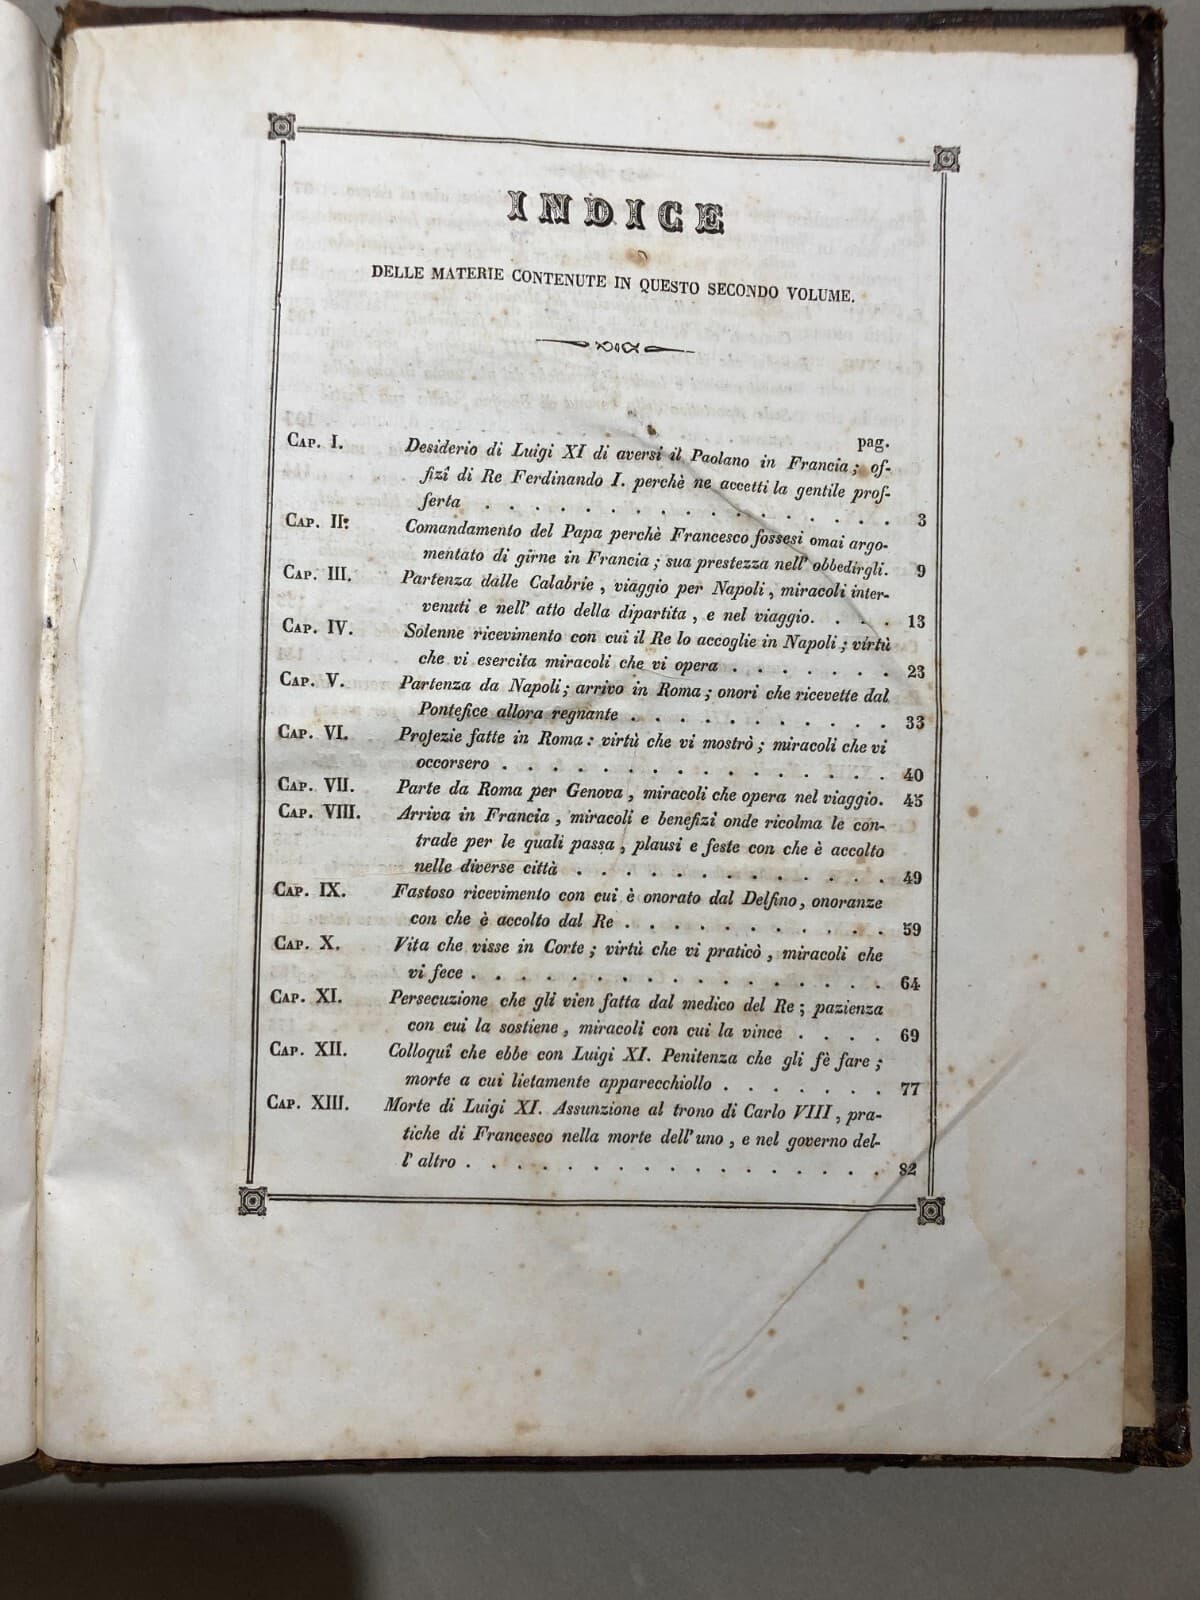 INDICE
DELLE MATERIE CONTENUTE IN QUESTO SECONDO VOLUME.
pag.
CAP. I. Desiderio di Luigi XI di aversi il Paolano in Francia; of-
fizî di Re Ferdinando I. perchè ne accetti la gentile prof-
ferta . . . . . . . . . . . . . . . . . 3
CAP. II. Comandamento del Papa perchè Francesco fossesi omai argo-
mentato di girne in Francia; sua prestezza nell' obbedirgli. 9
CAP. III. Partenza dalle Calabrie, viaggio per Napoli, miracoli inter-
venuti e nell' atto della dipartita, e nel viaggio. . . . . 13
CAP. IV. Solenne ricevimento con cui il Re lo accoglie in Napoli; virtù
che vi esercita miracoli che vi opera . . . . . . . 23
CAP. V. Partenza da Napoli; arrivo in Roma; onori che ricevette dal
Pontefice allora regnante . . . . . . . . . . . 33
CAP. VI. Profezie fatte in Roma: virtù che vi mostrò; miracoli che vi
occorsero . . . . . . . . . . . . . . . . 40
CAP. VII. Parte da Roma per Genova, miracoli che opera nel viaggio. 45
CAP. VIII. Arriva in Francia, miracoli e benefizî onde ricolma le con-
trade per le quali passa, plausi e feste con che è accolto
nelle diverse città . . . . . . . . . . . . . 49
CAP. IX. Fastoso ricevimento con cui è onorato dal Delfino, onoranze
con che è accolto dal Re . . . . . . . . . . . 59
CAP. X. Vita che visse in Corte; virtù che vi praticò, miracoli che
vi fece . . . . . . . . . . . . . . . . . 64
CAP. XI. Persecuzione che gli vien fatta dal medico del Re; pazienza
con cui la sostiene, miracoli con cui la vince . . . . 69
CAP. XII. Colloquî che ebbe con Luigi XI. Penitenza che gli fè fare;
morte a cui lietamente apparecchiollo . . . . . . . 77
CAP. XIII. Morte di Luigi XI. Assunzione al trono di Carlo VIII, pra-
tiche di Francesco nella morte dell' uno, e nel governo del-
l' altro . . . . . . . . . . . . . . . . . 82